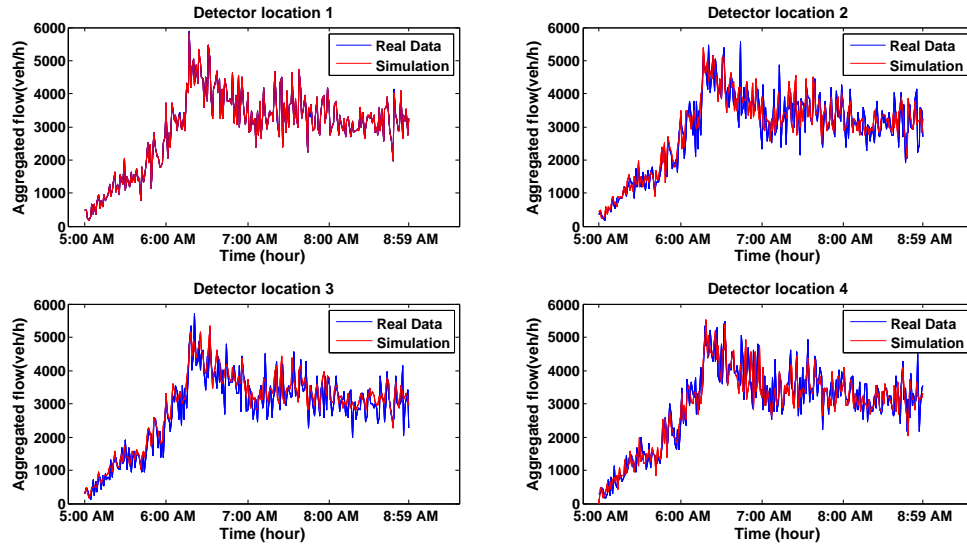 Detector location 1
Aggregated flow(veh/h)
6000
5000
4000
3000
2000
1000
0
Real Data
Simulation
5:00 AM 6:00 AM 7:00 AM 8:00 AM 8:59 AM
Time (hour)
Detector location 2
Aggregated flow(veh/h)
6000
5000
4000
3000
2000
1000
0
Real Data
Simulation
5:00 AM 6:00 AM 7:00 AM 8:00 AM 8:59 AM
Time (hour)
Detector location 3
Aggregated flow(veh/h)
6000
5000
4000
3000
2000
1000
0
Real Data
Simulation
5:00 AM 6:00 AM 7:00 AM 8:00 AM 8:59 AM
Time (hour)
Detector location 4
Aggregated flow(veh/h)
6000
5000
4000
3000
2000
1000
0
Real Data
Simulation
5:00 AM 6:00 AM 7:00 AM 8:00 AM 8:59 AM
Time (hour)